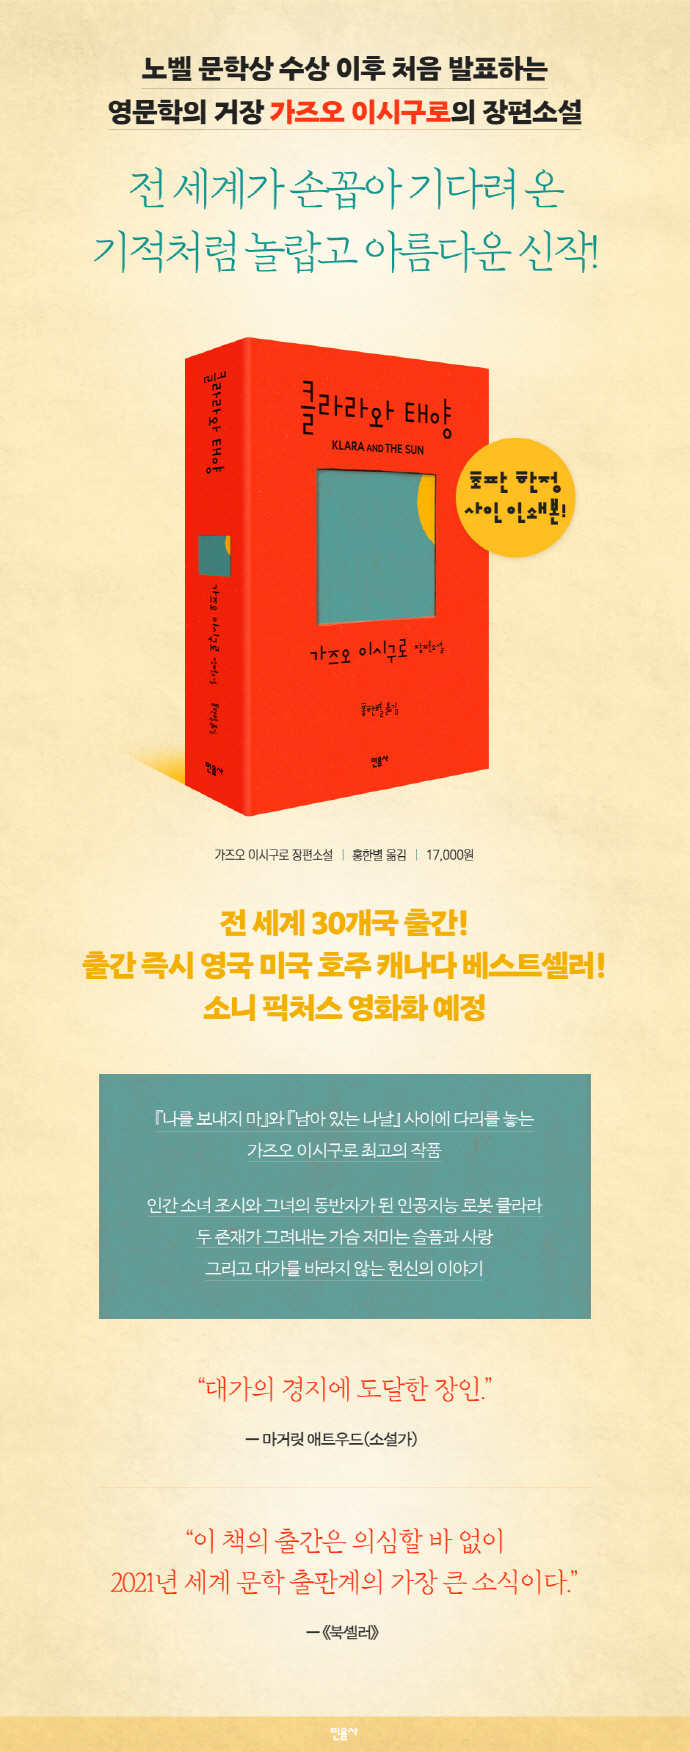 노벨 문학상 수상 이후 처음 발표하는
영문학의 거장 가즈오 이시구로의 장편소설
전 세계가 손꼽아 기다려 온
기적처럼 놀랍고 아름다운 신작!
클라라와 태양
가즈오 이시구로 장편소설
홍한별 옮김
민음사
클라라와 태양
KLARA AND THE SUN
가즈오 이시구로 장편소설
홍한별 옮김
민음사
초판 한정
사인 인쇄본!
가즈오 이시구로 장편소설 | 홍한별 옮김 | 17,000원
전 세계 30개국 출간!
출간 즉시 영국 미국 호주 캐나다 베스트셀러!
소니 픽처스 영화화 예정
『나를 보내지 마』와 『남아 있는 나날』 사이에 다리를 놓는
가즈오 이시구로 최고의 작품
인간 소녀 조시와 그녀의 동반자가 된 인공지능 로봇 클라라
두 존재가 그려내는 가슴 저미는 슬픔과 사랑
그리고 대가를 바라지 않는 헌신의 이야기
“대가의 경지에 도달한 장인.”
— 마거릿 애트우드(소설가)
“이 책의 출간은 의심할 바 없이
2021년 세계 문학 출판계의 가장 큰 소식이다.”
— 《북셀러》
민음사